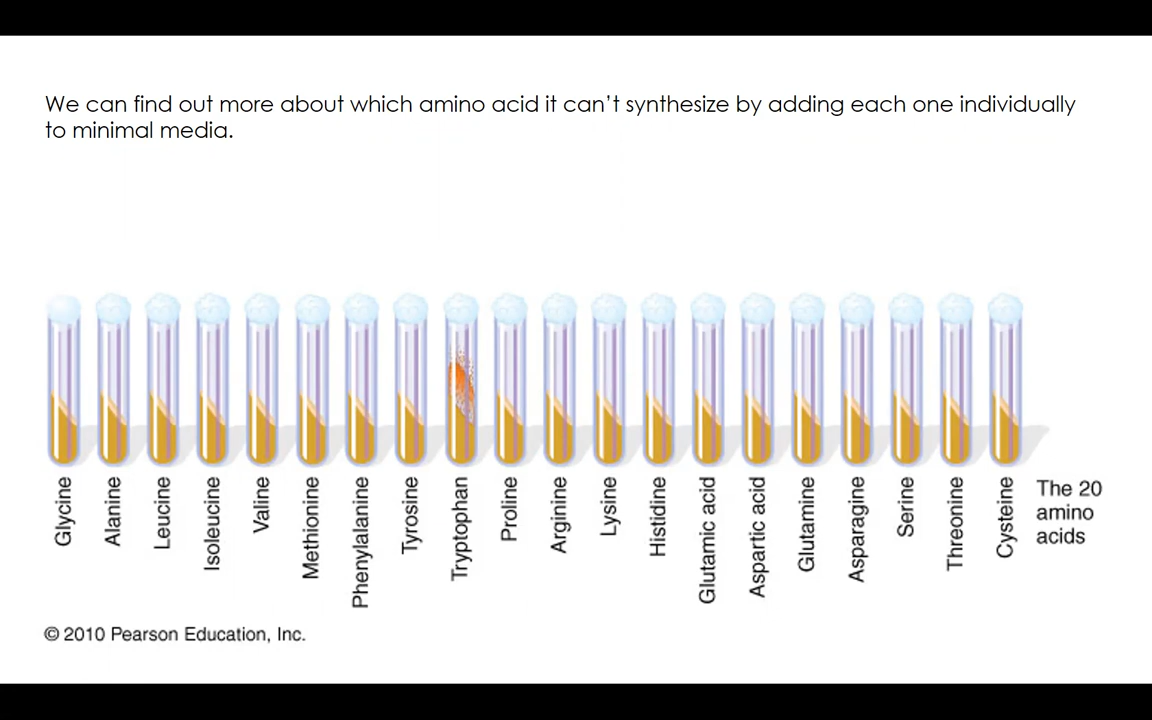 We can find out more about which amino acid it can't synthesize by adding each one individually
to minimal media.
Glycine
Alanine
Leucine
Isoleucine
Valine
Methionine
Phenylalanine
Tyrosine
Tryptophan
Proline
Arginine
Lysine
Histidine
Glutamic acid
Aspartic acid
Glutamine
Asparagine
Serine
Threonine
Cysteine
The 20
amino
acids
© 2010 Pearson Education, Inc.